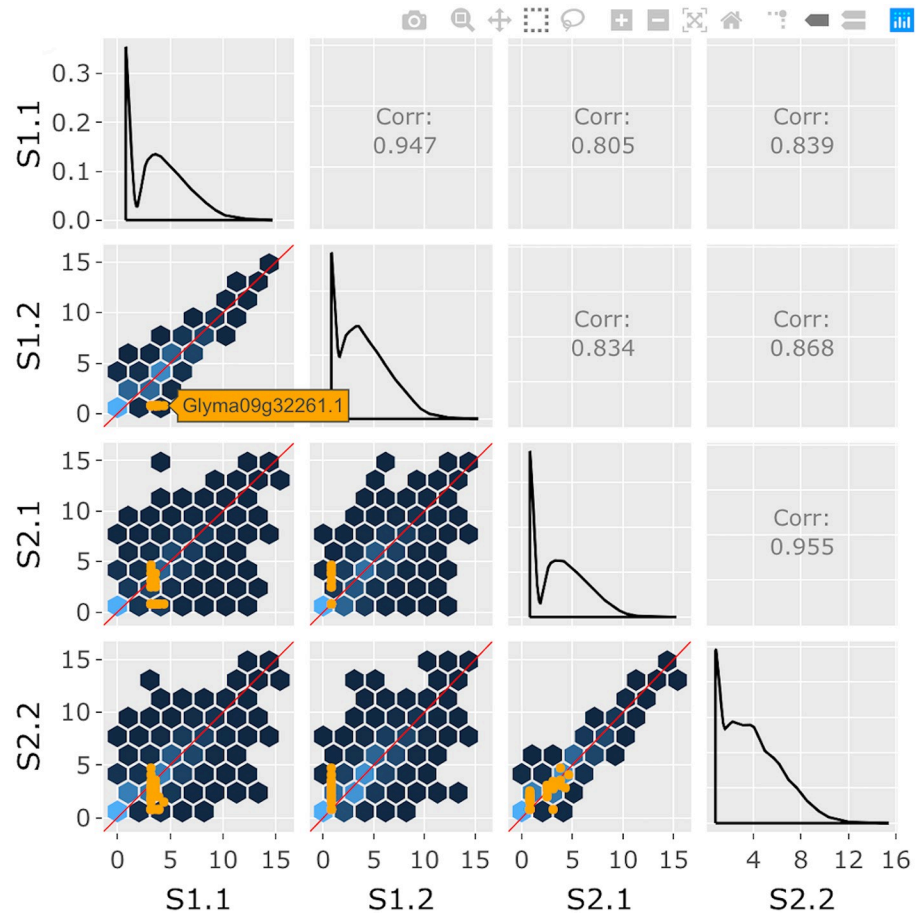 S1.1
0.3
0.2
0.1
0.0
Corr:
0.947
Corr:
0.805
Corr:
0.839
S1.2
15
10
5
0
Glyma09g32261.1
Corr:
0.834
Corr:
0.868
S2.1
15
10
5
0
Corr:
0.955
S2.2
15
10
5
0
0 5 10 15 0 5 10 15 0 5 10 15 4 8 12 16
S1.1 S1.2 S2.1 S2.2